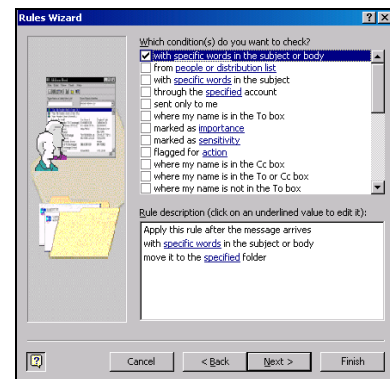 Rules Wizard
Which condition(s) do you want to check?
with specific words in the subject or body
from people or distribution list
with specific words in the subject
through the specified account
sent only to me
where my name is in the To box
marked as importance
marked as sensitivity
flagged for action
where my name is in the Cc box
where my name is in the To or Cc box
where my name is not in the To box
Rule description (click on an underlined value to edit it):
Apply this rule after the message arrives
with specific words in the subject or body
move it to the specified folder
Cancel
< Back
Next >
Finish